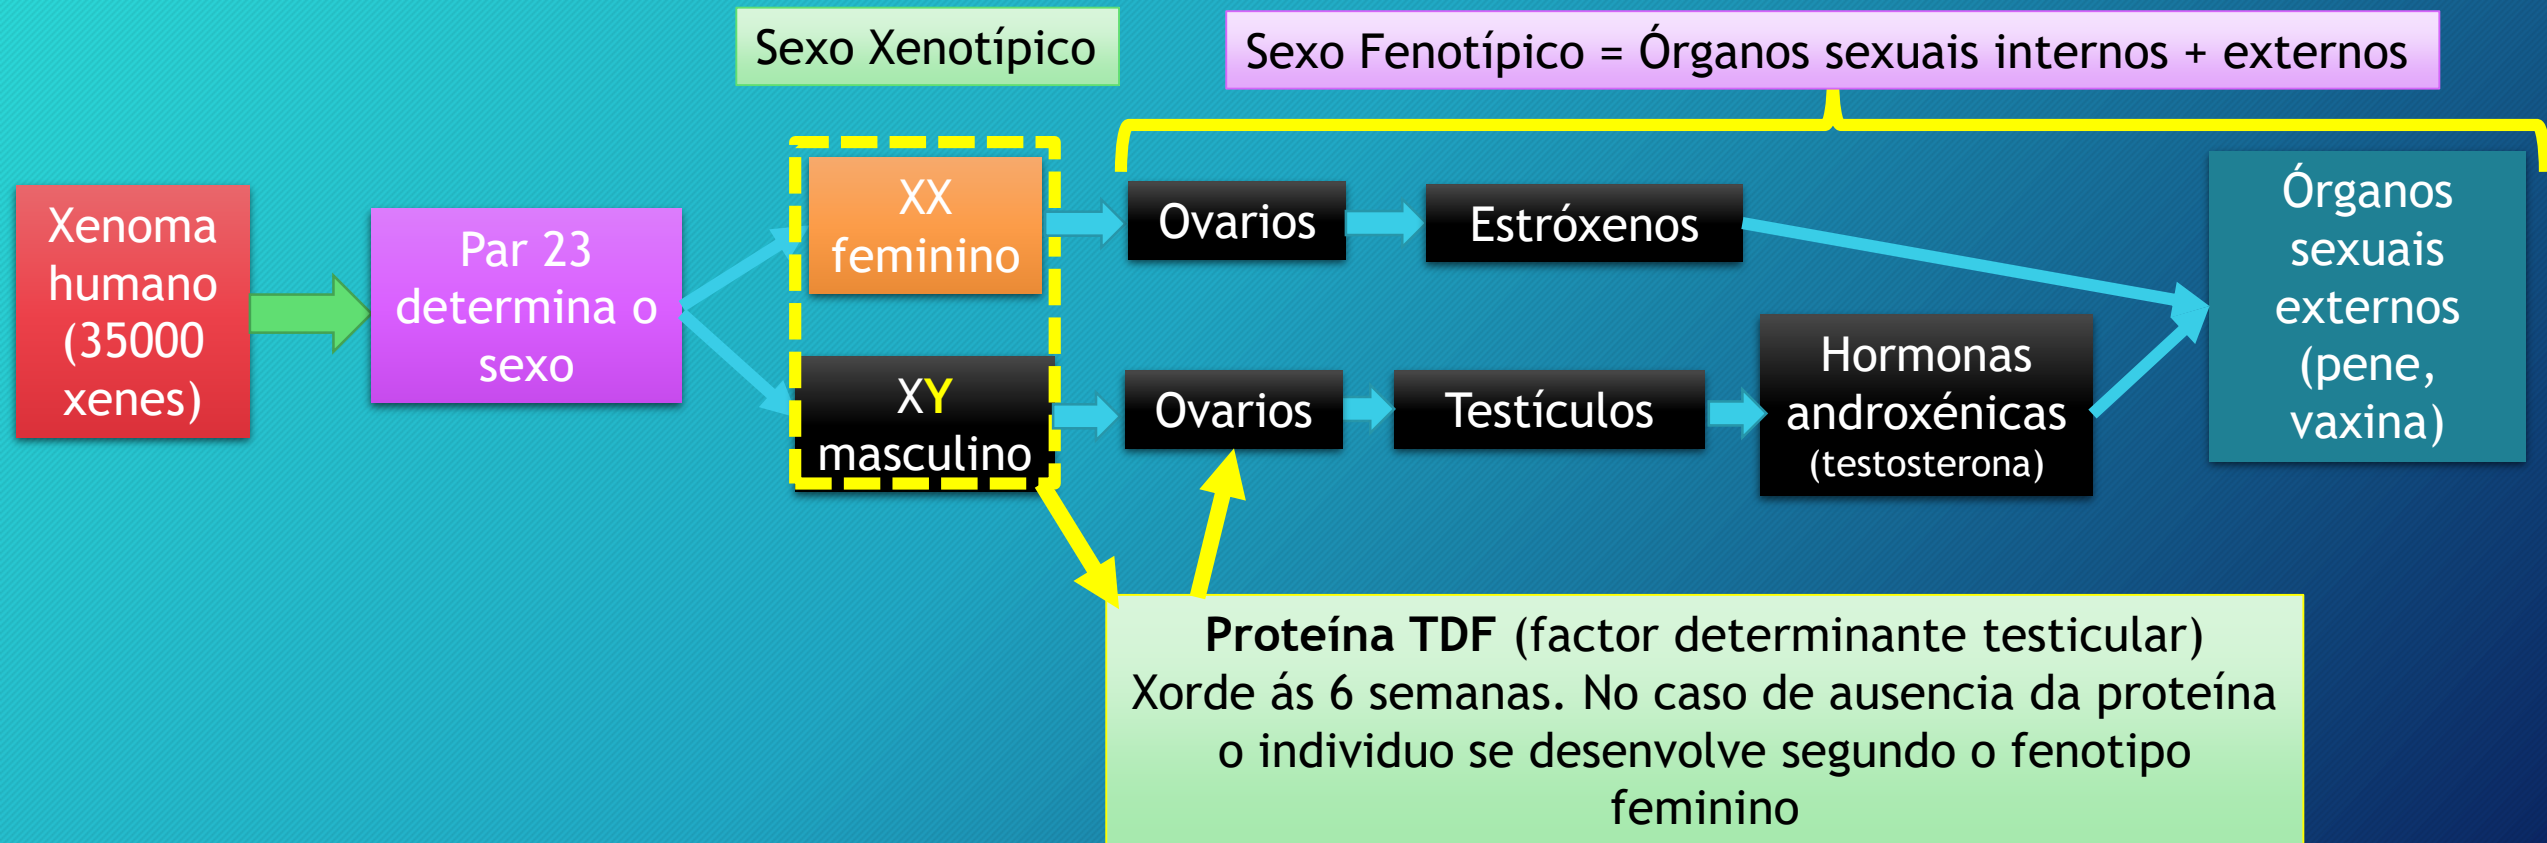 Sexo Xenotípico
Sexo Fenotípico = Órganos sexuais internos + externos
Xenoma
humano
(35000
xenes)
Par 23
determina o
sexo
XX
feminino
XY
masculino
Ovarios
Estróxenos
Ovarios
Testículos
Hormonas
androxénicas
(testosterona)
Órganos
sexuais
externos
(pene,
vaxina)
Proteína TDF (factor determinante testicular)
Xorde ás 6 semanas. No caso de ausencia da proteína
o individuo se desenvolve segundo o fenotipo
feminino